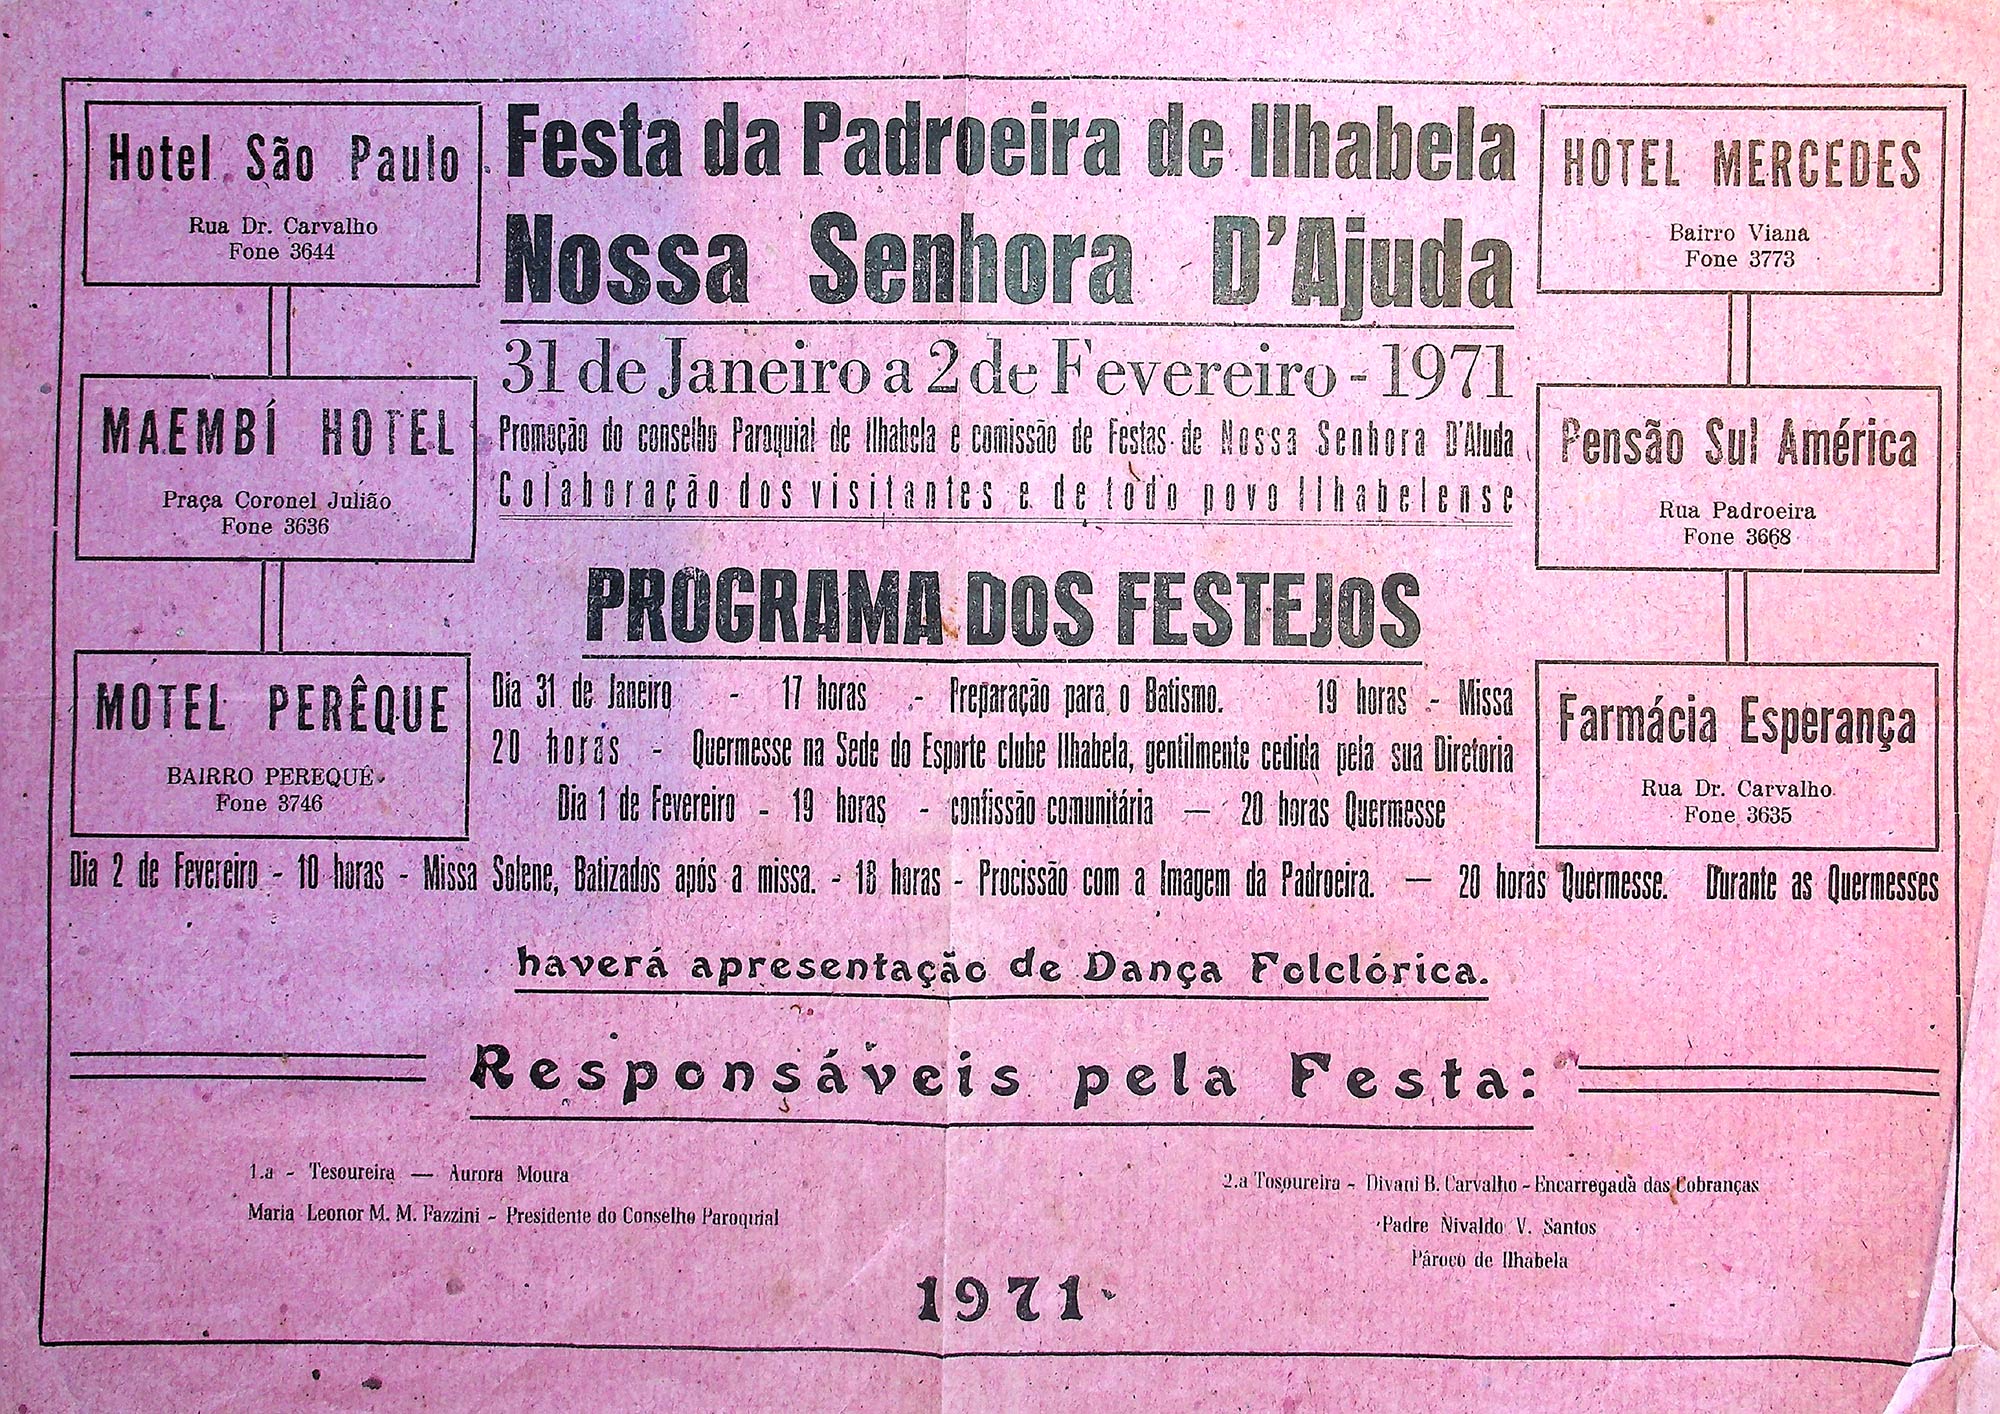 Hotel São Paulo
Rua Dr. Carvalho
Fone 3644
MAEMBÍ HOTEL
Praça Coronel Julião
Fone 3636
MOTEL PERÊQUE
BAIRRO PEREQUÉ
Fone 3746
Festa da Padroeira de Ilhabela
Nossa Senhora D'Ajuda
31 de Janeiro a 2 de Fevereiro - 1971
Promoção do conselho Paroquial de Ilhabela e comissão de Festas de Nossa Senhora D'Ajuda
Colaboração dos visitantes e de todo povo Ilhabelense
PROGRAMA DOS FESTEJOS
Dia 31 de Janeiro - 17 horas - Preparação para o Batismo. 19 horas - Missa
20 horas - Quermesse na Sede do Esporte clube Ilhabela, gentilmente cedida pela sua Diretoria
Dia 1 de Fevereiro - 19 horas - confissão comunitária — 20 horas Quermesse
Dia 2 de Fevereiro - 10 horas - Missa Solene, Batizados após a missa. - 18 horas - Procissão com a Imagem da Padroeira. — 20 horas Quermesse. Durante as Quermesses
haverá apresentação de Dança Folclórica.
HOTEL MERCEDES
Bairro Viana
Fone 3773
Pensão Sul América
Rua Padroeira
Fone 3668
Farmácia Esperança
Rua Dr. Carvalho
Fone 3635
Responsáveis pela Festa:
1.a - Tesoureira — Aurora Moura
Maria Leonor M. M. Fazzini - Presidente do Conselho Paroquial
2.a Tosoureira - Divani B. Carvalho - Encarregada das Cobranças
Padre Nivaldo V. Santos
Pároco de Ilhabela
1971